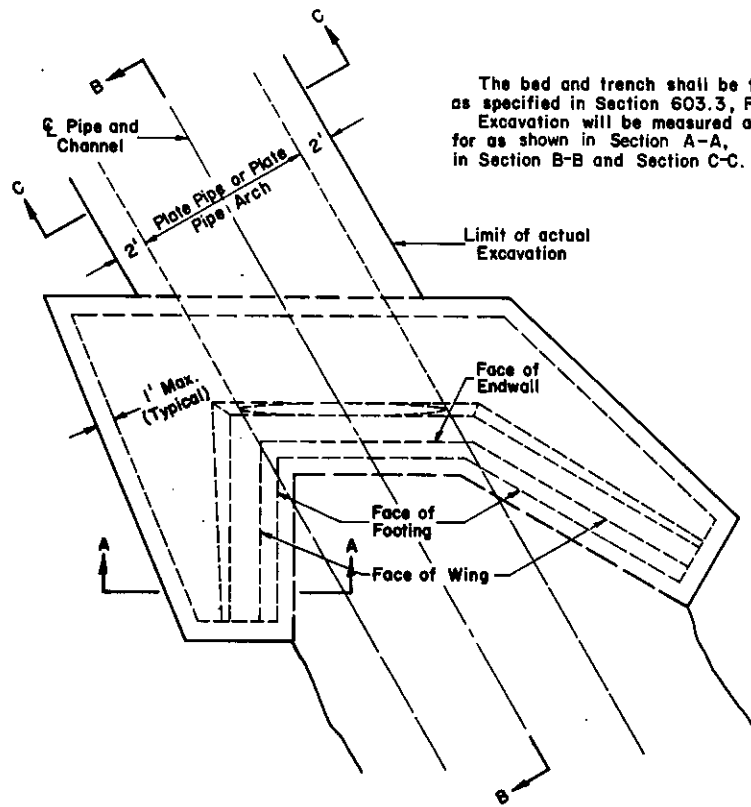 C
B
The bed and trench shall be
as specified in Section 603.3,
Excavation will be measured
for as shown in Section A-A,
in Section B-B and Section C-C.
℄ Pipe and
Channel
2'
Plate Pipe or Plate
Pipe Arch
C
2'
Limit of actual
Excavation
1' Max.
(Typical)
Face of
Endwall
Face of
Footing
A
A
Face of Wing
B